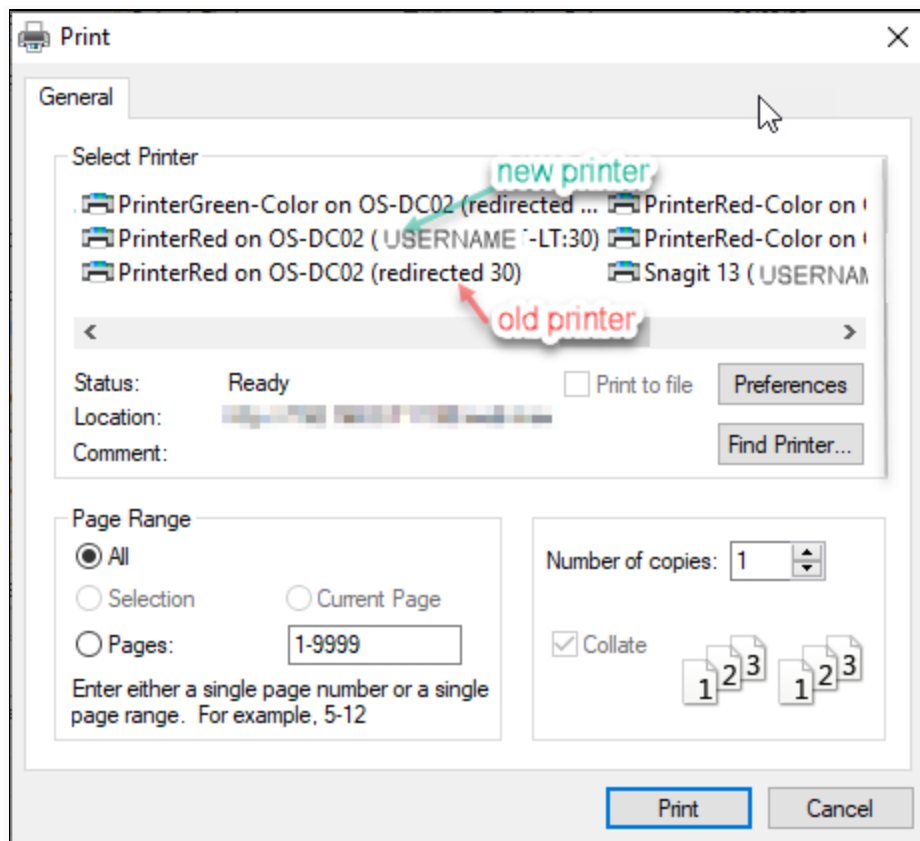 Print
General
Select Printer
new printer
PrinterGreen-Color on OS-DC02 (redirected ... PrinterRed-Color on
PrinterRed on OS-DC02 ( USERNAME -LT:30) PrinterRed-Color on
PrinterRed on OS-DC02 (redirected 30) Snagit 13 ( USERNAM
old printer
Status: Ready Print to file Preferences
Location:
Comment: Find Printer...
Page Range
All Number of copies: 1
Selection Current Page
Pages: 1-9999 Collate 1 2 3 1 2 3
Enter either a single page number or a single
page range. For example, 5-12
Print Cancel